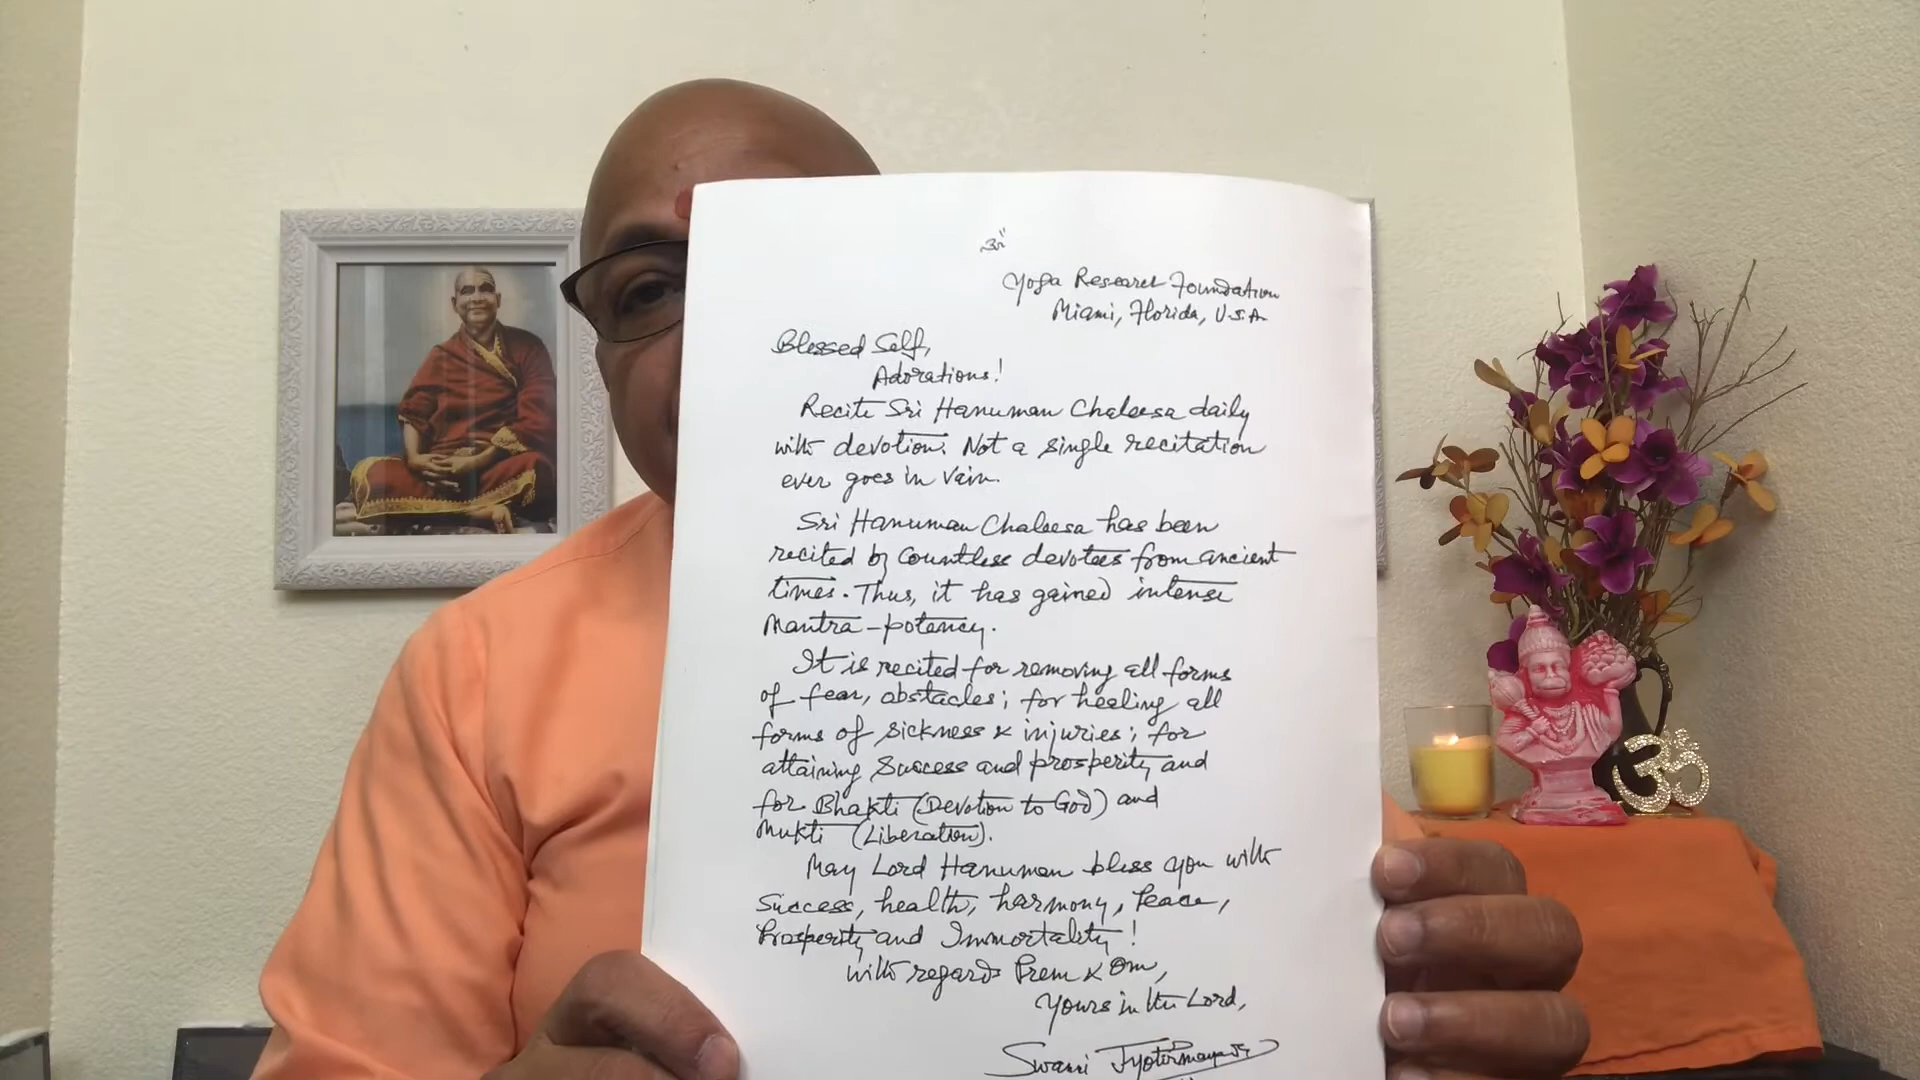 ॐ
Yoga Research Foundation
Miami, Florida, U.S.A.
Blessed Self,
Adorations!
Recite Sri Hanuman Chaleesa daily
with devotion. Not a single recitation
ever goes in vain.
Sri Hanuman Chaleesa has been
recited by countless devotees from ancient
times. Thus, it has gained intense
Mantra-potency.
It is recited for removing all forms
of fear, obstacles; for healing all
forms of sickness & injuries; for
attaining success and prosperity and
for Bhakti (Devotion to God) and
Mukti (Liberation).
May Lord Hanuman bless you with
success, health, harmony, Peace,
Prosperity and Immortality!
with regards Prem & Om,
Yours in the Lord,
Swami Jyotirmayananda
ॐ